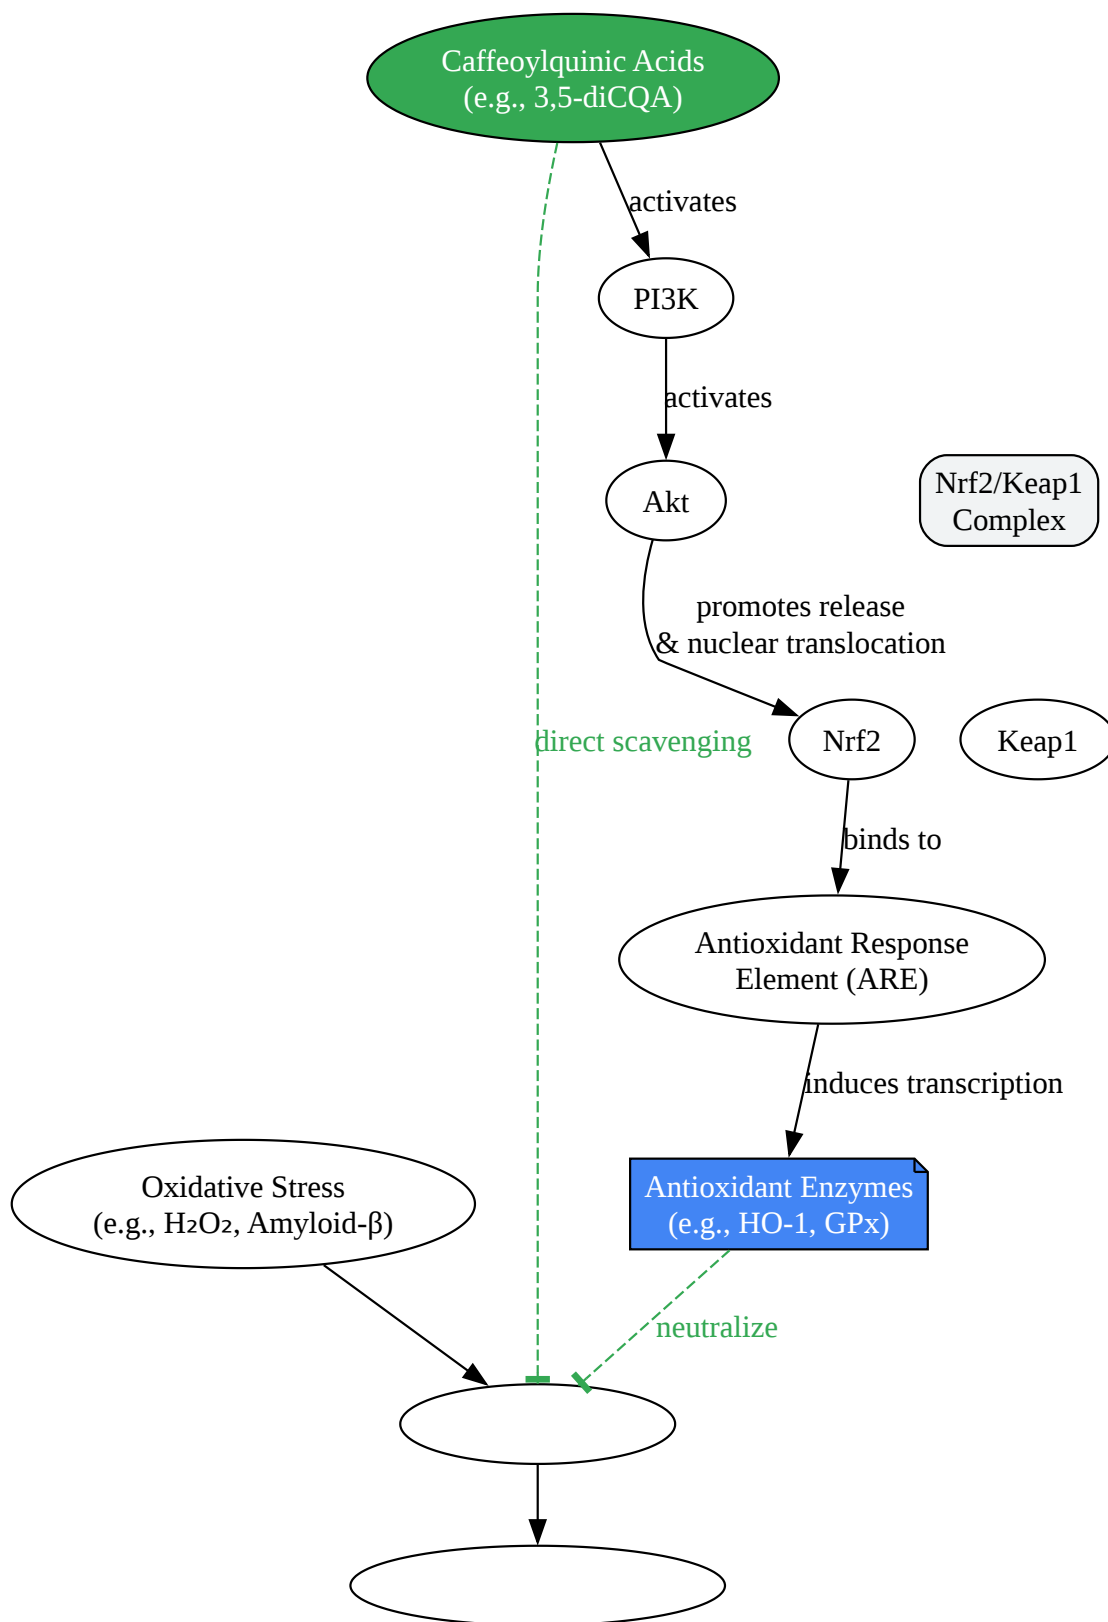 Caffeoylquinic Acids
(e.g., 3,5-diCQA)
activates
PI3K
activates
Akt
Nrf2/Keap1
Complex
promotes release
& nuclear translocation
direct scavenging
Nrf2
Keap1
binds to
Antioxidant Response
Element (ARE)
induces transcription
Oxidative Stress
(e.g., H₂O₂, Amyloid-β)
Antioxidant Enzymes
(e.g., HO-1, GPx)
neutralize